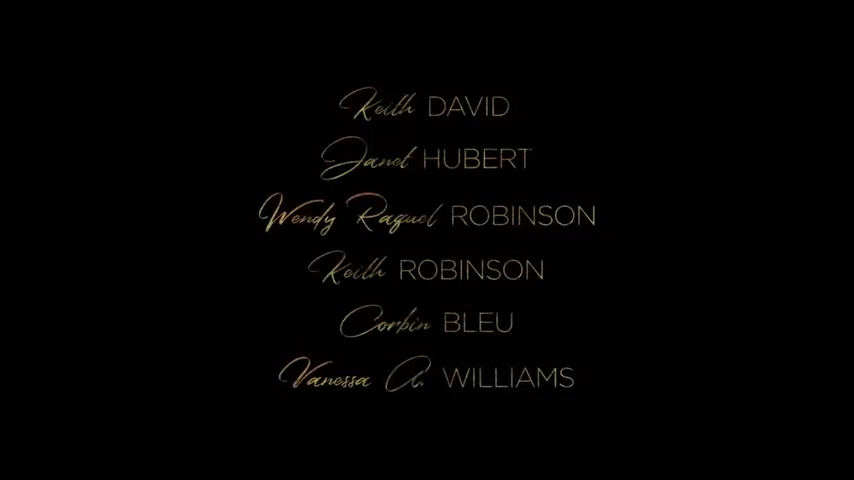 Keith DAVID
Janet HUBERT
Wendy Raquel ROBINSON
Keith ROBINSON
Corbin BLEU
Vanessa A. WILLIAMS